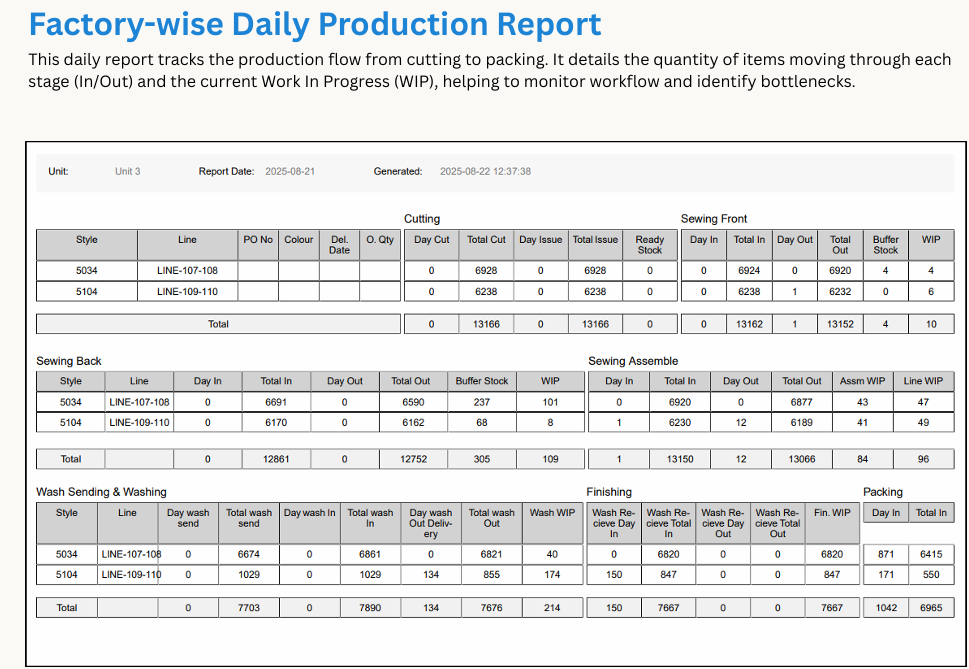 Factory-wise Daily Production Report
This daily report tracks the production flow from cutting to packing. It details the quantity of items moving through each
stage (In/Out) and the current Work In Progress (WIP), helping to monitor workflow and identify bottlenecks.
Unit: Unit 3 Report Date: 2025-08-21 Generated: 2025-08-22 12:37:38
Cutting Sewing Front
Style Line PO No Colour Del. Date O. Qty Day Cut Total Cut Day Issue Total Issue Ready Stock Day In Total In Day Out Total Out Buffer Stock WIP
5034 LINE-107-108 0 6928 0 6928 0 0 6924 0 6920 4 4
5104 LINE-109-110 0 6238 0 6238 0 0 6238 1 6232 0 6
Total 0 13166 0 13166 0 0 13162 1 13152 4 10
Sewing Back Sewing Assemble
Style Line Day In Total In Day Out Total Out Buffer Stock WIP Day In Total In Day Out Total Out Assm WIP Line WIP
5034 LINE-107-108 0 6691 0 6590 237 101 0 6920 0 6877 43 47
5104 LINE-109-110 0 6170 0 6162 68 8 1 6230 12 6189 41 49
Total 0 12861 0 12752 305 109 1 13150 12 13066 84 96
Wash Sending & Washing Finishing Packing
Style Line Day wash send Total wash send Day wash In Total wash In Day wash Out Deliv-ery Total wash Out Wash WIP Wash Re-cieve Day In Wash Re-cieve Total In Wash Re-cieve Day Out Wash Re-cieve Total Out Fin. WIP Day In Total In
5034 LINE-107-108 0 6674 0 6861 0 6821 40 0 6820 0 0 6820 871 6415
5104 LINE-109-110 0 1029 0 1029 134 855 174 150 847 0 0 847 171 550
Total 0 7703 0 7890 134 7676 214 150 7667 0 0 7667 1042 6965